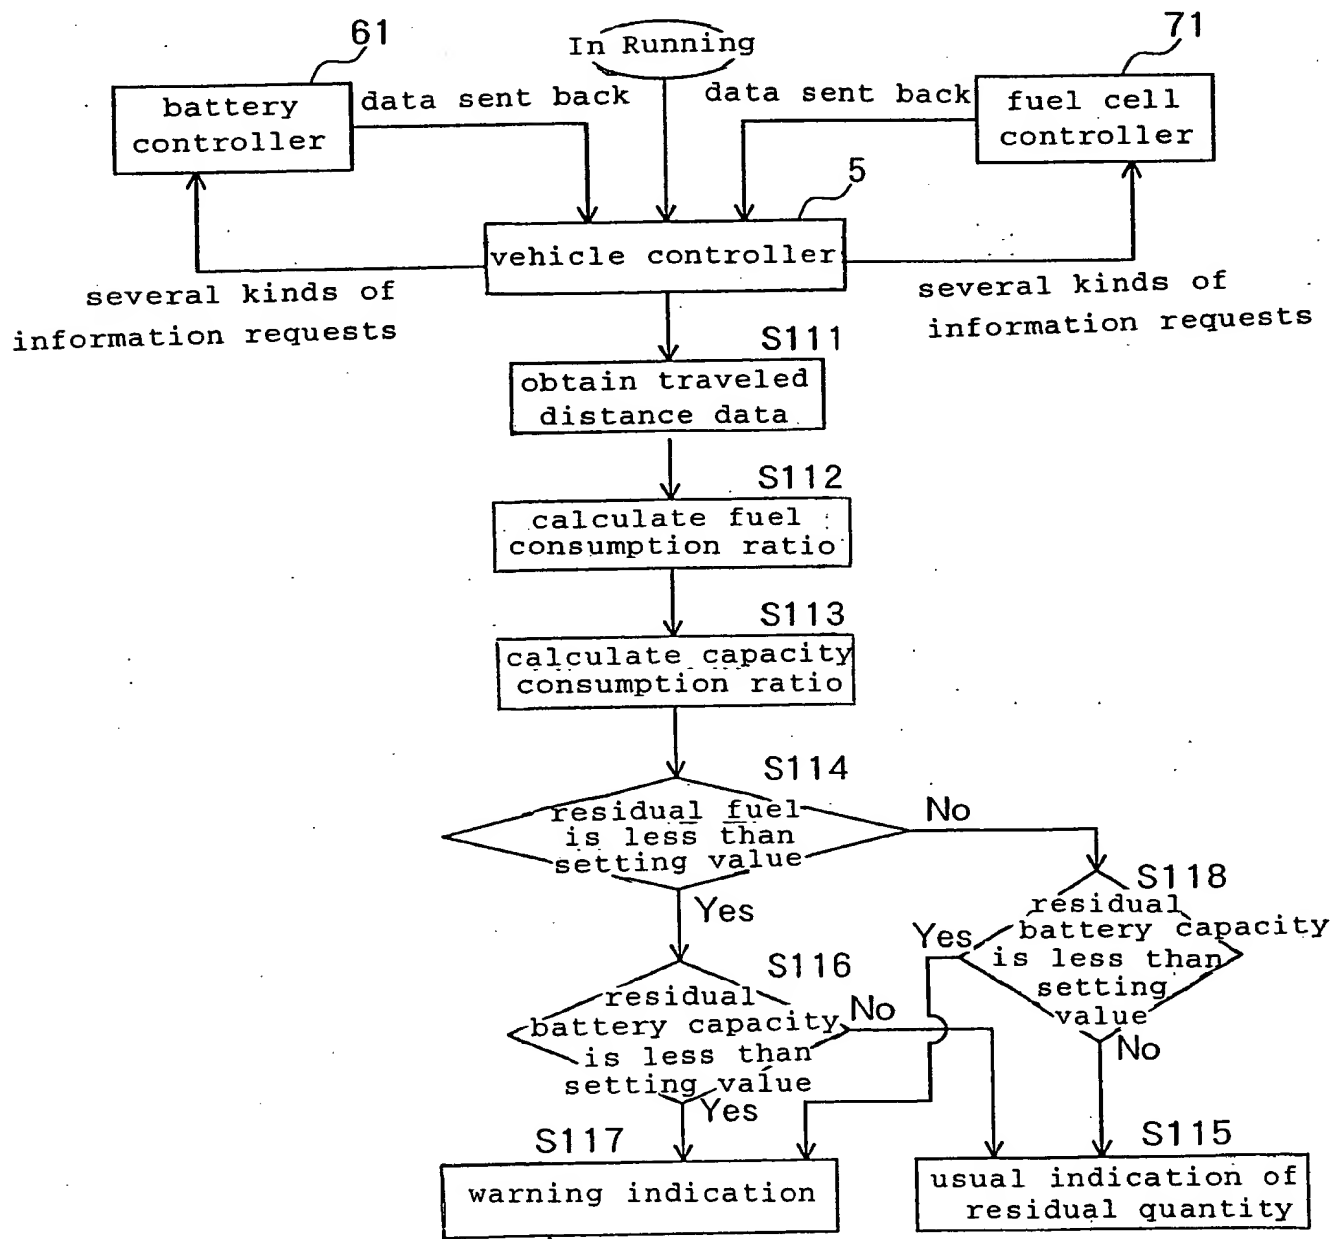 61
In Running
71
battery
controller
data sent back
data sent back
fuel cell
controller
5
vehicle controller
several kinds of
information requests
several kinds of
information requests
S111
obtain traveled
distance data
S112
calculate fuel
consumption ratio
S113
calculate capacity
consumption ratio
S114
residual fuel
is less than
setting value
No
Yes
S118
residual
battery capacity
is less than
setting
value
Yes
No
S116
residual
battery capacity
is less than
setting value
No
Yes
S117
warning indication
S115
usual indication of
residual quantity